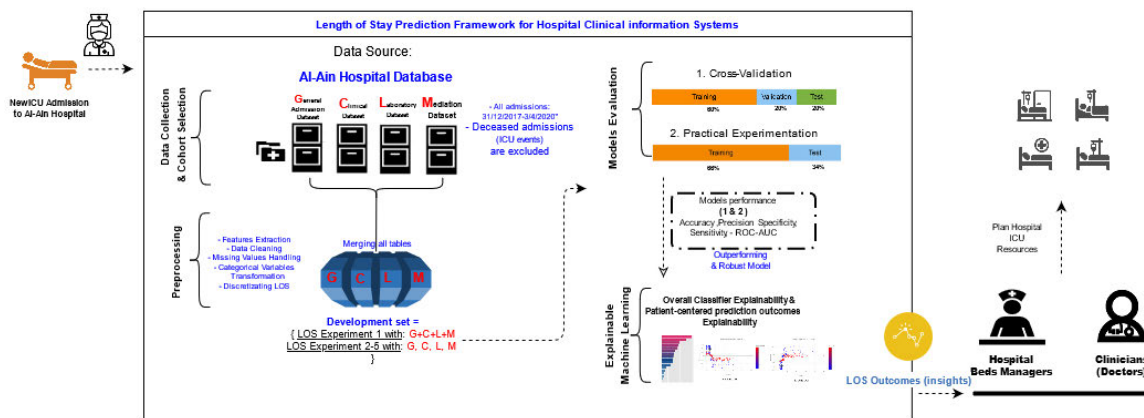 Length of Stay Prediction Framework for Hospital Clinical information Systems
NewICU Admission
to Al-Ain Hospital
Data Collection
& Cohort Selection
Data Source:
Al-Ain Hospital Database
General
Admission
Dataset
Clinical
Dataset
Laboratory
Dataset
Mediation
Dataset
- All admissions:
31/12/2017-3/4/2020"
- Deceased admissions
(ICU events)
are excluded
Preprocessing
- Features Extraction
- Data Cleaning
- Missing Values Handling
- Categorical Variables
Transformation
- Discretizating LOS
Merging all tables
G C L M
Development set =
{ LOS Experiment 1 with: G+C+L+M
LOS Experiment 2-5 with: G, C, L, M
}
Models Evaluation
1. Cross-Validation
Training Validation Test
60% 20% 20%
2. Practical Experimentation
Training Test
66% 34%
Models performance
(1 & 2)
Accuracy ,Precision Specificity,
Sensitivity - ROC-AUC
Outperforming
& Robust Model
Explainable
Machine Learning
Overall Classifier Explainability &
Patient-centered prediction outcomes
Explainability
LOS Outcomes (insights)
Plan Hospital
ICU
Resources
Hospital
Beds Managers
Clinicians
(Doctors)